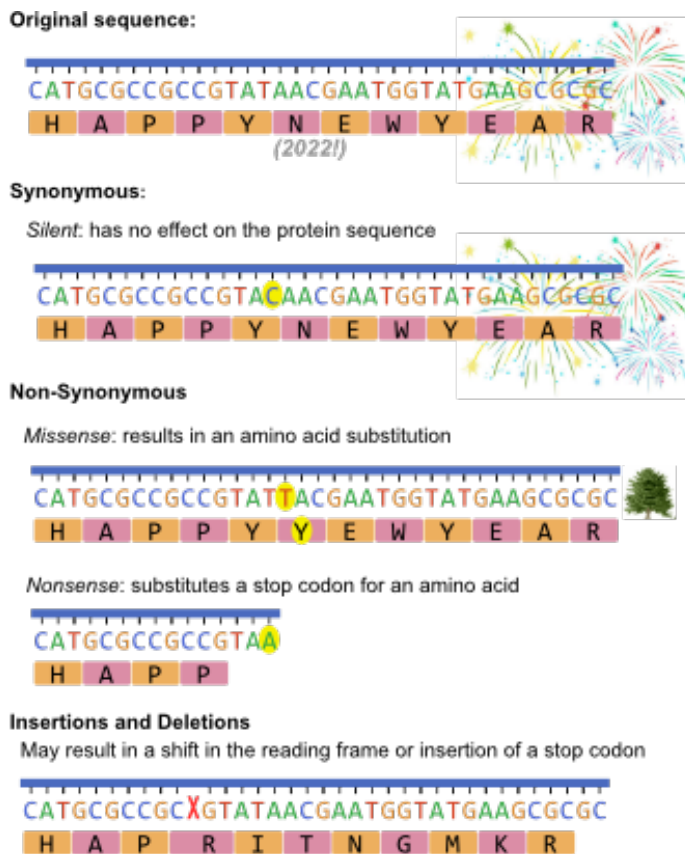 Original sequence:
CATGCGCCGCCGTATAACGAATGGTATGAAGCGCGC
H A P P Y N E W Y E A R
(2022!)
Synonymous:
Silent: has no effect on the protein sequence
CATGCGCCGCCGTACAACGAATGGTATGAAGCGCGC
H A P P Y N E W Y E A R
Non-Synonymous
Missense: results in an amino acid substitution
CATGCGCCGCCGTATTACGAATGGTATGAAGCGCGC
H A P P Y Y E W Y E A R
Nonsense: substitutes a stop codon for an amino acid
CATGCGCCGCCGTAA
H A P P
Insertions and Deletions
May result in a shift in the reading frame or insertion of a stop codon
CATGCGCCGCXGTATAACGAATGGTATGAAGCGCGC
H A P R I T N G M K R